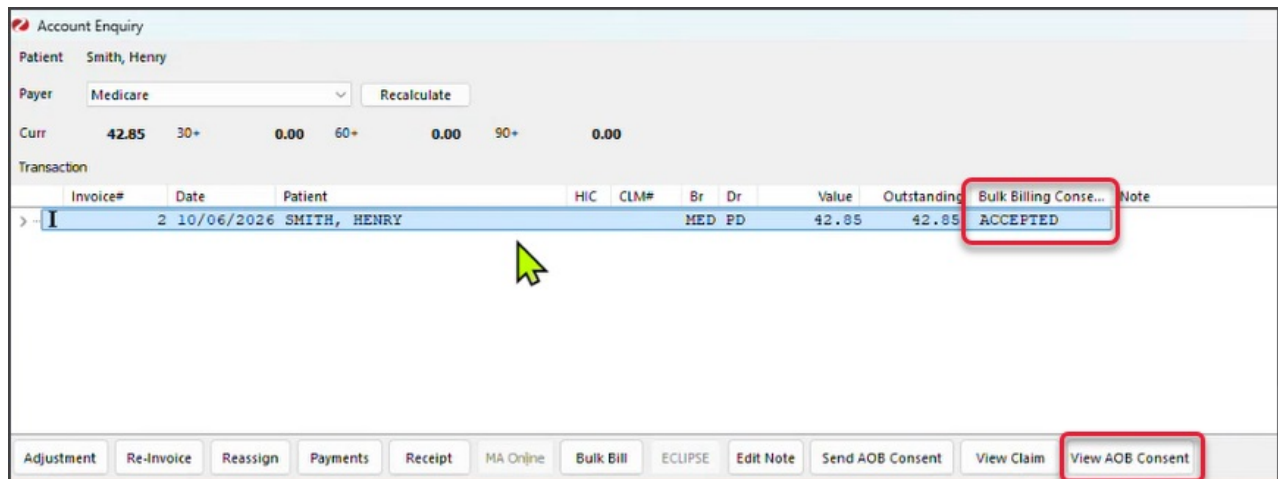 Account Enquiry
Patient Smith, Henry
Payer Medicare Recalculate
Curr 42.85 30+ 0.00 60+ 0.00 90+ 0.00
Transaction
Invoice# Date Patient HIC CLM# Br Dr Value Outstanding Bulk Billing Conse... Note
I 2 10/06/2026 SMITH, HENRY MED PD 42.85 42.85 ACCEPTED
Adjustment Re-Invoice Reassign Payments Receipt MA Online Bulk Bill ECLIPSE Edit Note Send AOB Consent View Claim View AOB Consent